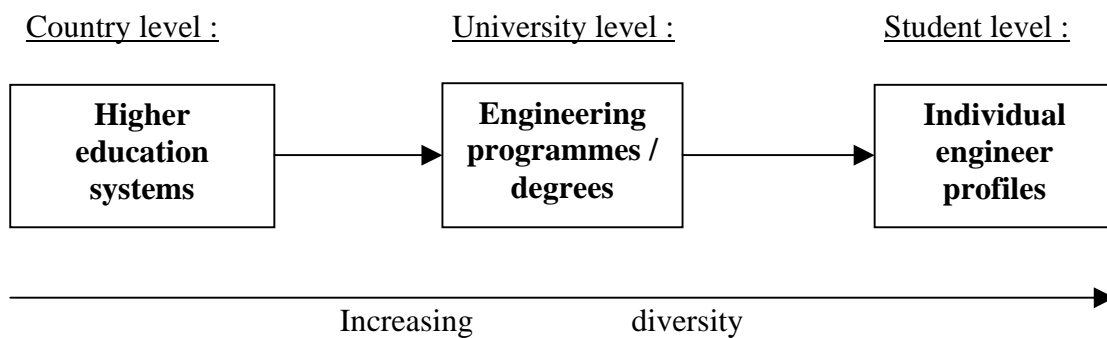 Country level : University level : Student level :
Higher
education
systems
Engineering
programmes /
degrees
Individual
engineer
profiles
Increasing diversity